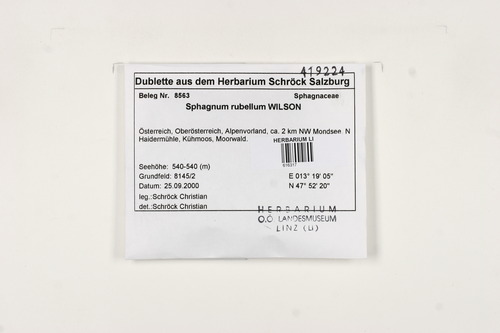 419224
Dublette aus dem Herbarium Schröck Salzburg
Beleg Nr. 8563 Sphagnaceae
Sphagnum rubellum WILSON
Österreich, Oberösterreich, Alpenvorland, ca. 2 km NW Mondsee N
Haidermühle, Kühmoos, Moorwald.
HERBARIUM LI
Seehöhe: 540-540 (m)
Grundfeld: 8145/2 E 013° 19' 05"
Datum: 25.09.2000 N 47° 52' 20"
leg.:Schröck Christian
det.:Schröck Christian
HERBARIUM
O.Ö. LANDESMUSEUM
LINZ (LI)